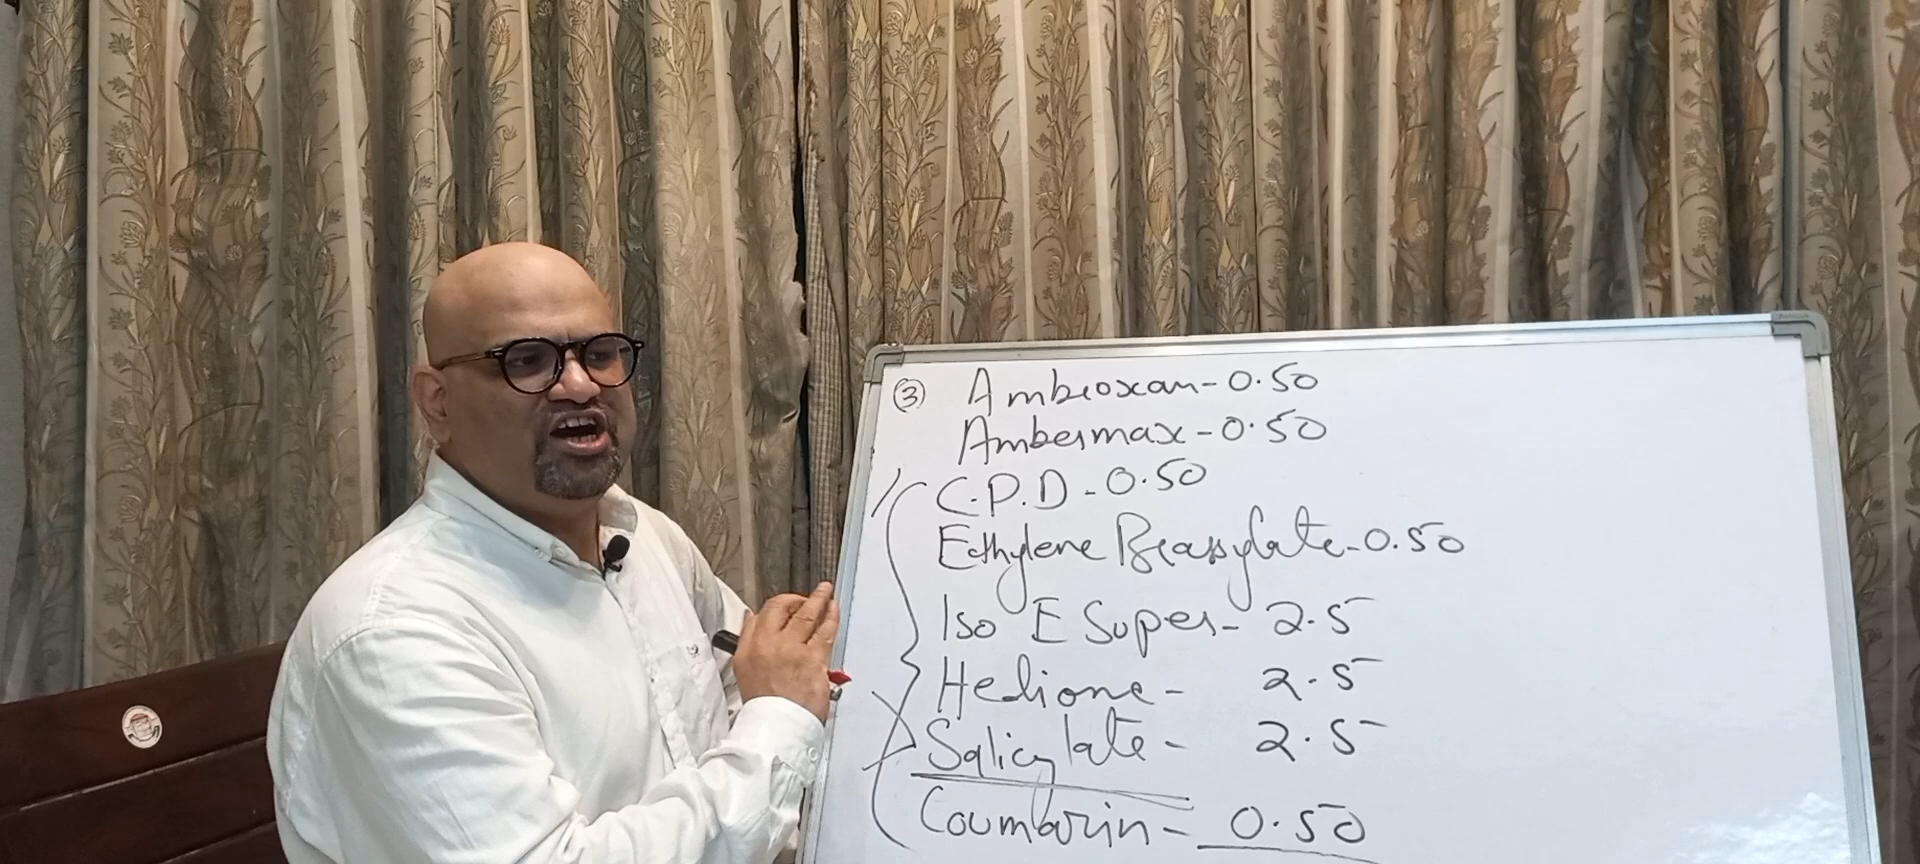 ③ Ambroxan - 0.50
Ambermax - 0.50
C.P.D - 0.50
Ethylene Brassylate - 0.50
Iso E Super - 2.5
Hedione - 2.5
Salicylate - 2.5
Coumarin - 0.50